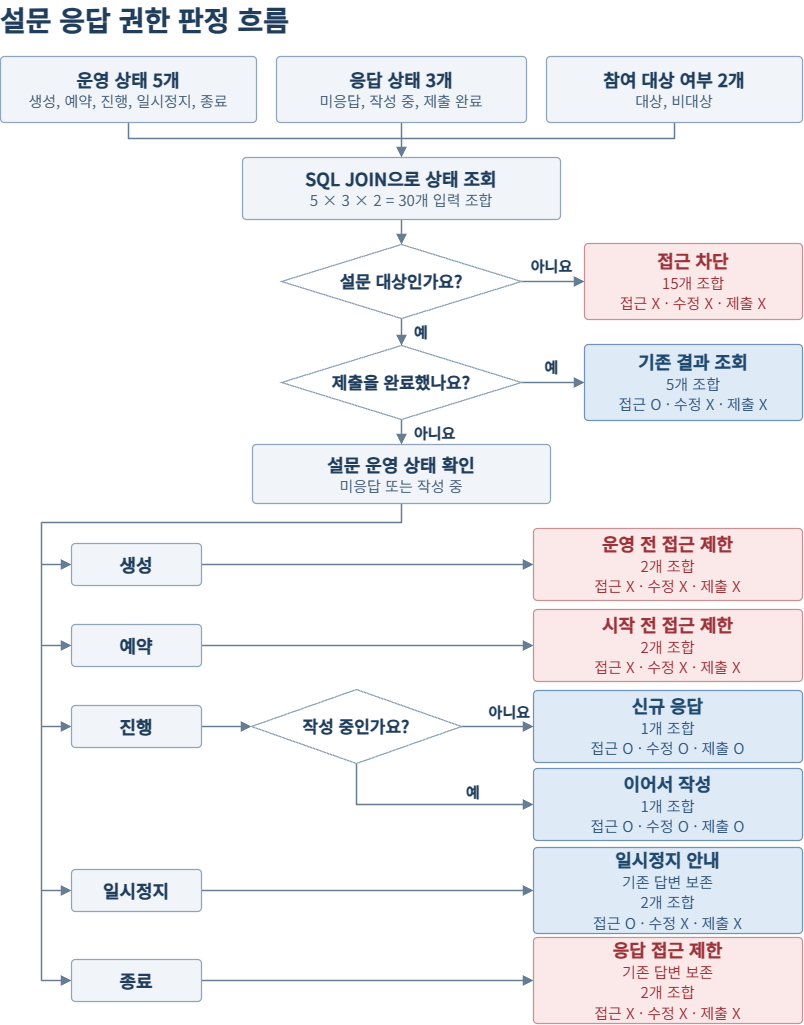 설문 응답 권한 판정 흐름
운영 상태 5개
생성, 예약, 진행, 일시정지, 종료
응답 상태 3개
미응답, 작성 중, 제출 완료
참여 대상 여부 2개
대상, 비대상
SQL JOIN으로 상태 조회
5 × 3 × 2 = 30개 입력 조합
설문 대상인가요?
아니요
접근 차단
15개 조합
접근 X · 수정 X · 제출 X
예
제출을 완료했나요?
예
기존 결과 조회
5개 조합
접근 O · 수정 X · 제출 X
아니요
설문 운영 상태 확인
미응답 또는 작성 중
생성
운영 전 접근 제한
2개 조합
접근 X · 수정 X · 제출 X
예약
시작 전 접근 제한
2개 조합
접근 X · 수정 X · 제출 X
진행
작성 중인가요?
아니요
신규 응답
1개 조합
접근 O · 수정 O · 제출 O
예
이어서 작성
1개 조합
접근 O · 수정 O · 제출 O
일시정지
일시정지 안내
기존 답변 보존
2개 조합
접근 O · 수정 X · 제출 X
종료
응답 접근 제한
기존 답변 보존
2개 조합
접근 X · 수정 X · 제출 X